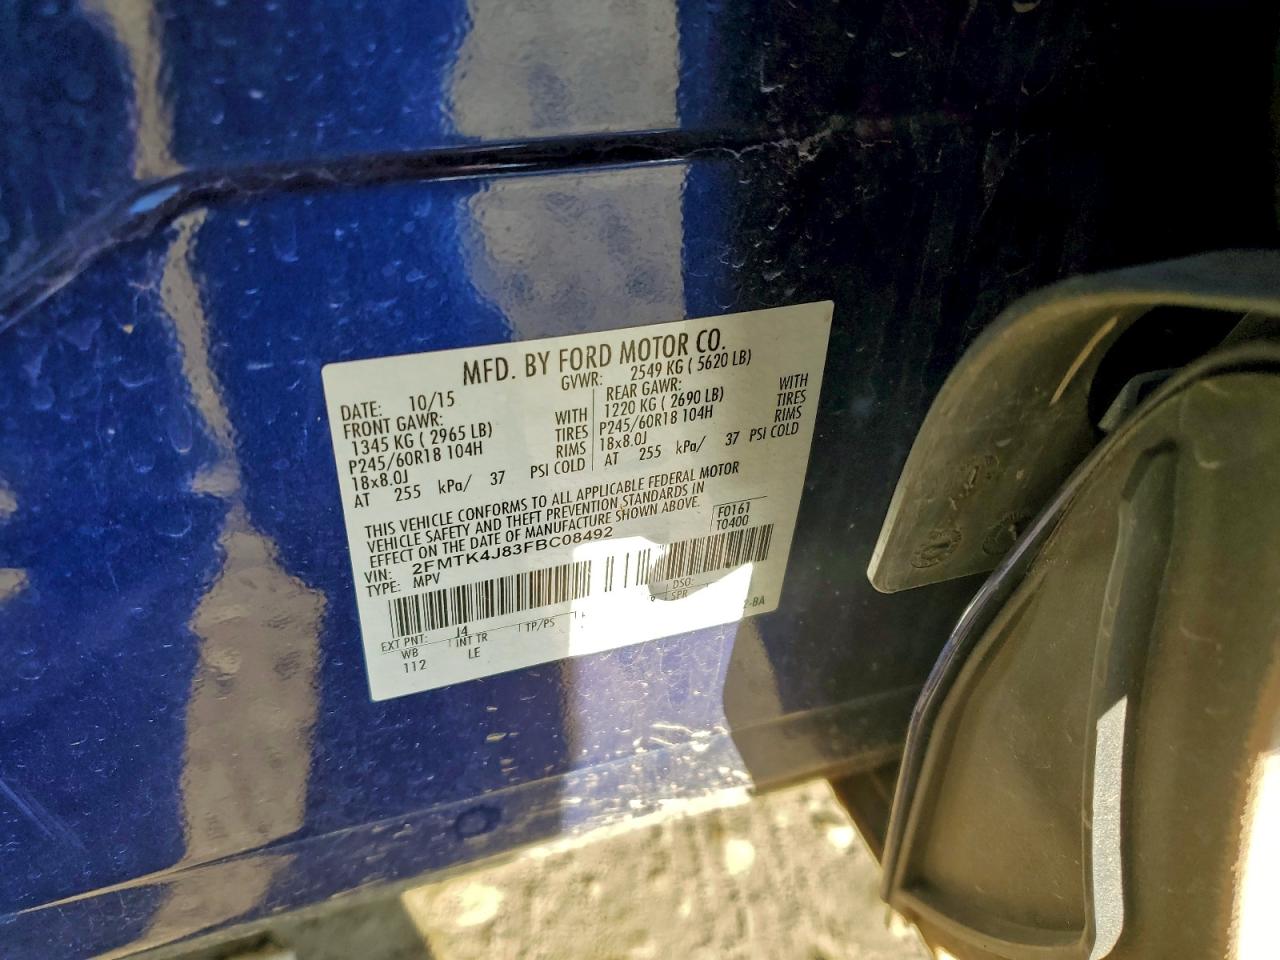 MFD. BY FORD MOTOR CO.
DATE: 10/15 GVWR: 2549 KG ( 5620 LB)
FRONT GAWR: REAR GAWR:
1345 KG ( 2965 LB) WITH 1220 KG ( 2690 LB) WITH
P245/60R18 104H TIRES P245/60R18 104H TIRES
18x8.0J RIMS 18x8.0J RIMS
AT 255 kPa/ 37 PSI COLD AT 255 kPa/ 37 PSI COLD
THIS VEHICLE CONFORMS TO ALL APPLICABLE FEDERAL MOTOR
VEHICLE SAFETY AND THEFT PREVENTION STANDARDS IN
EFFECT ON THE DATE OF MANUFACTURE SHOWN ABOVE.
F0161
T0400
VIN: 2FMTK4J83FBC08492
TYPE: MPV
EXT PNT: J4 DSO:
WB INT TR TP/PS SPR
112 LE